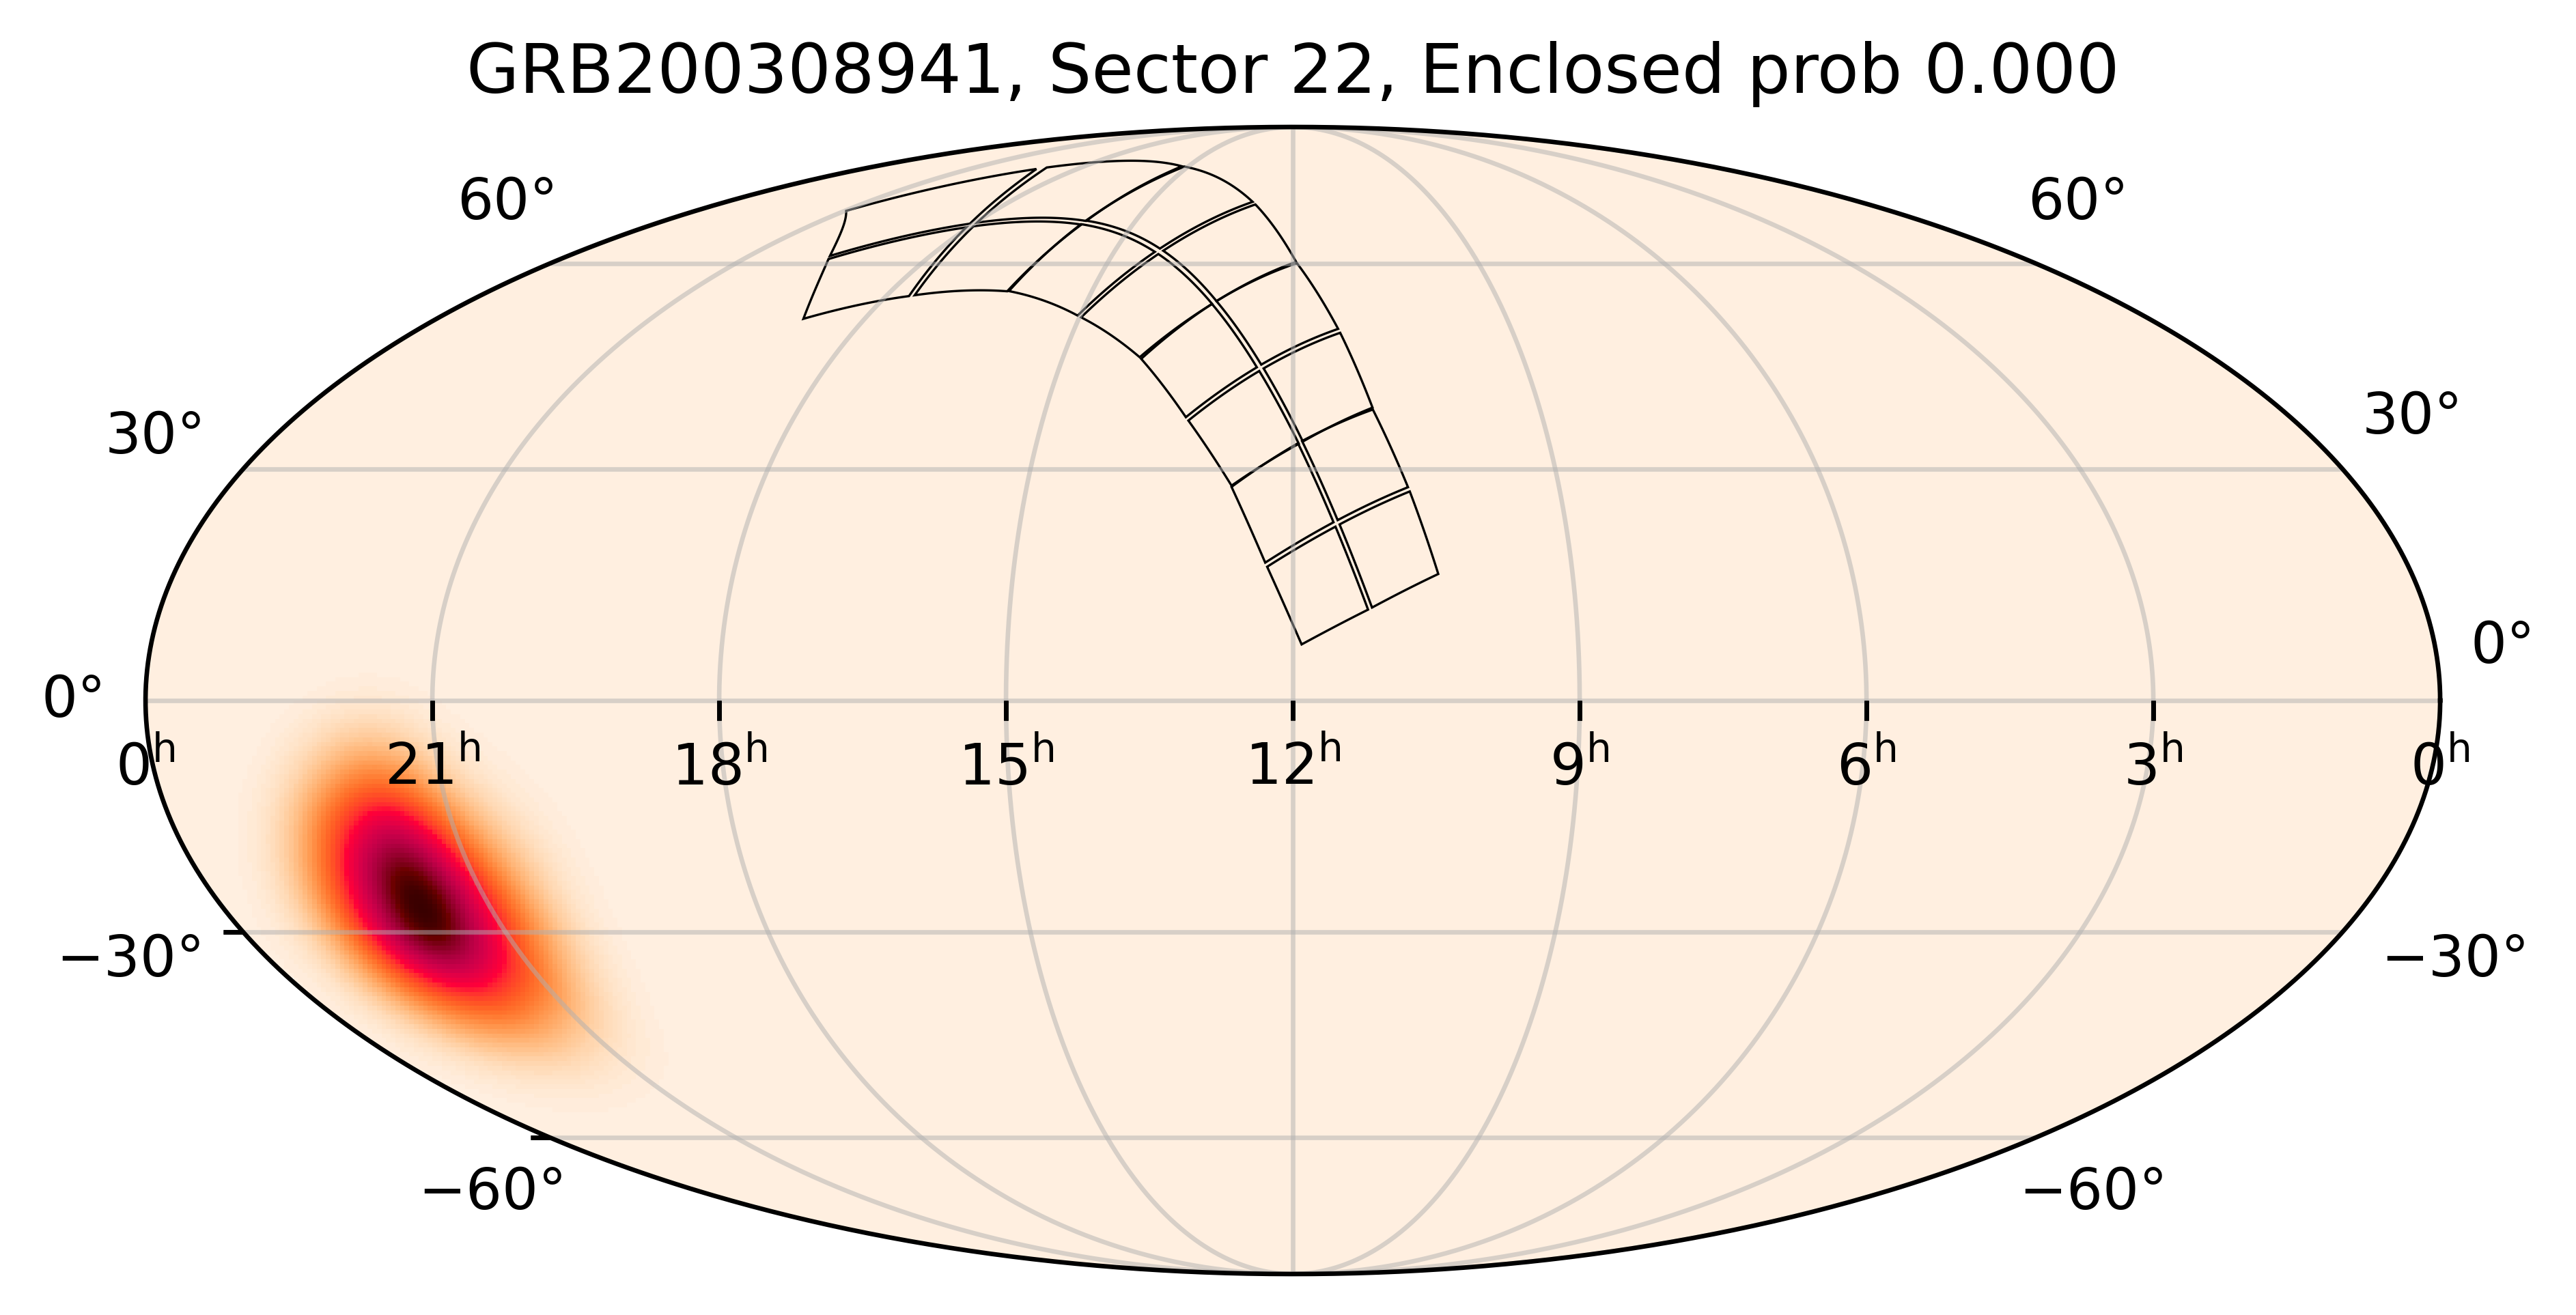 GRB200308941, Sector 22, Enclosed prob 0.000
60° 60°
30° 30°
0° 0°
0h 21h 18h 15h 12h 9h 6h 3h 0h
−30° −30°
−60° −60°